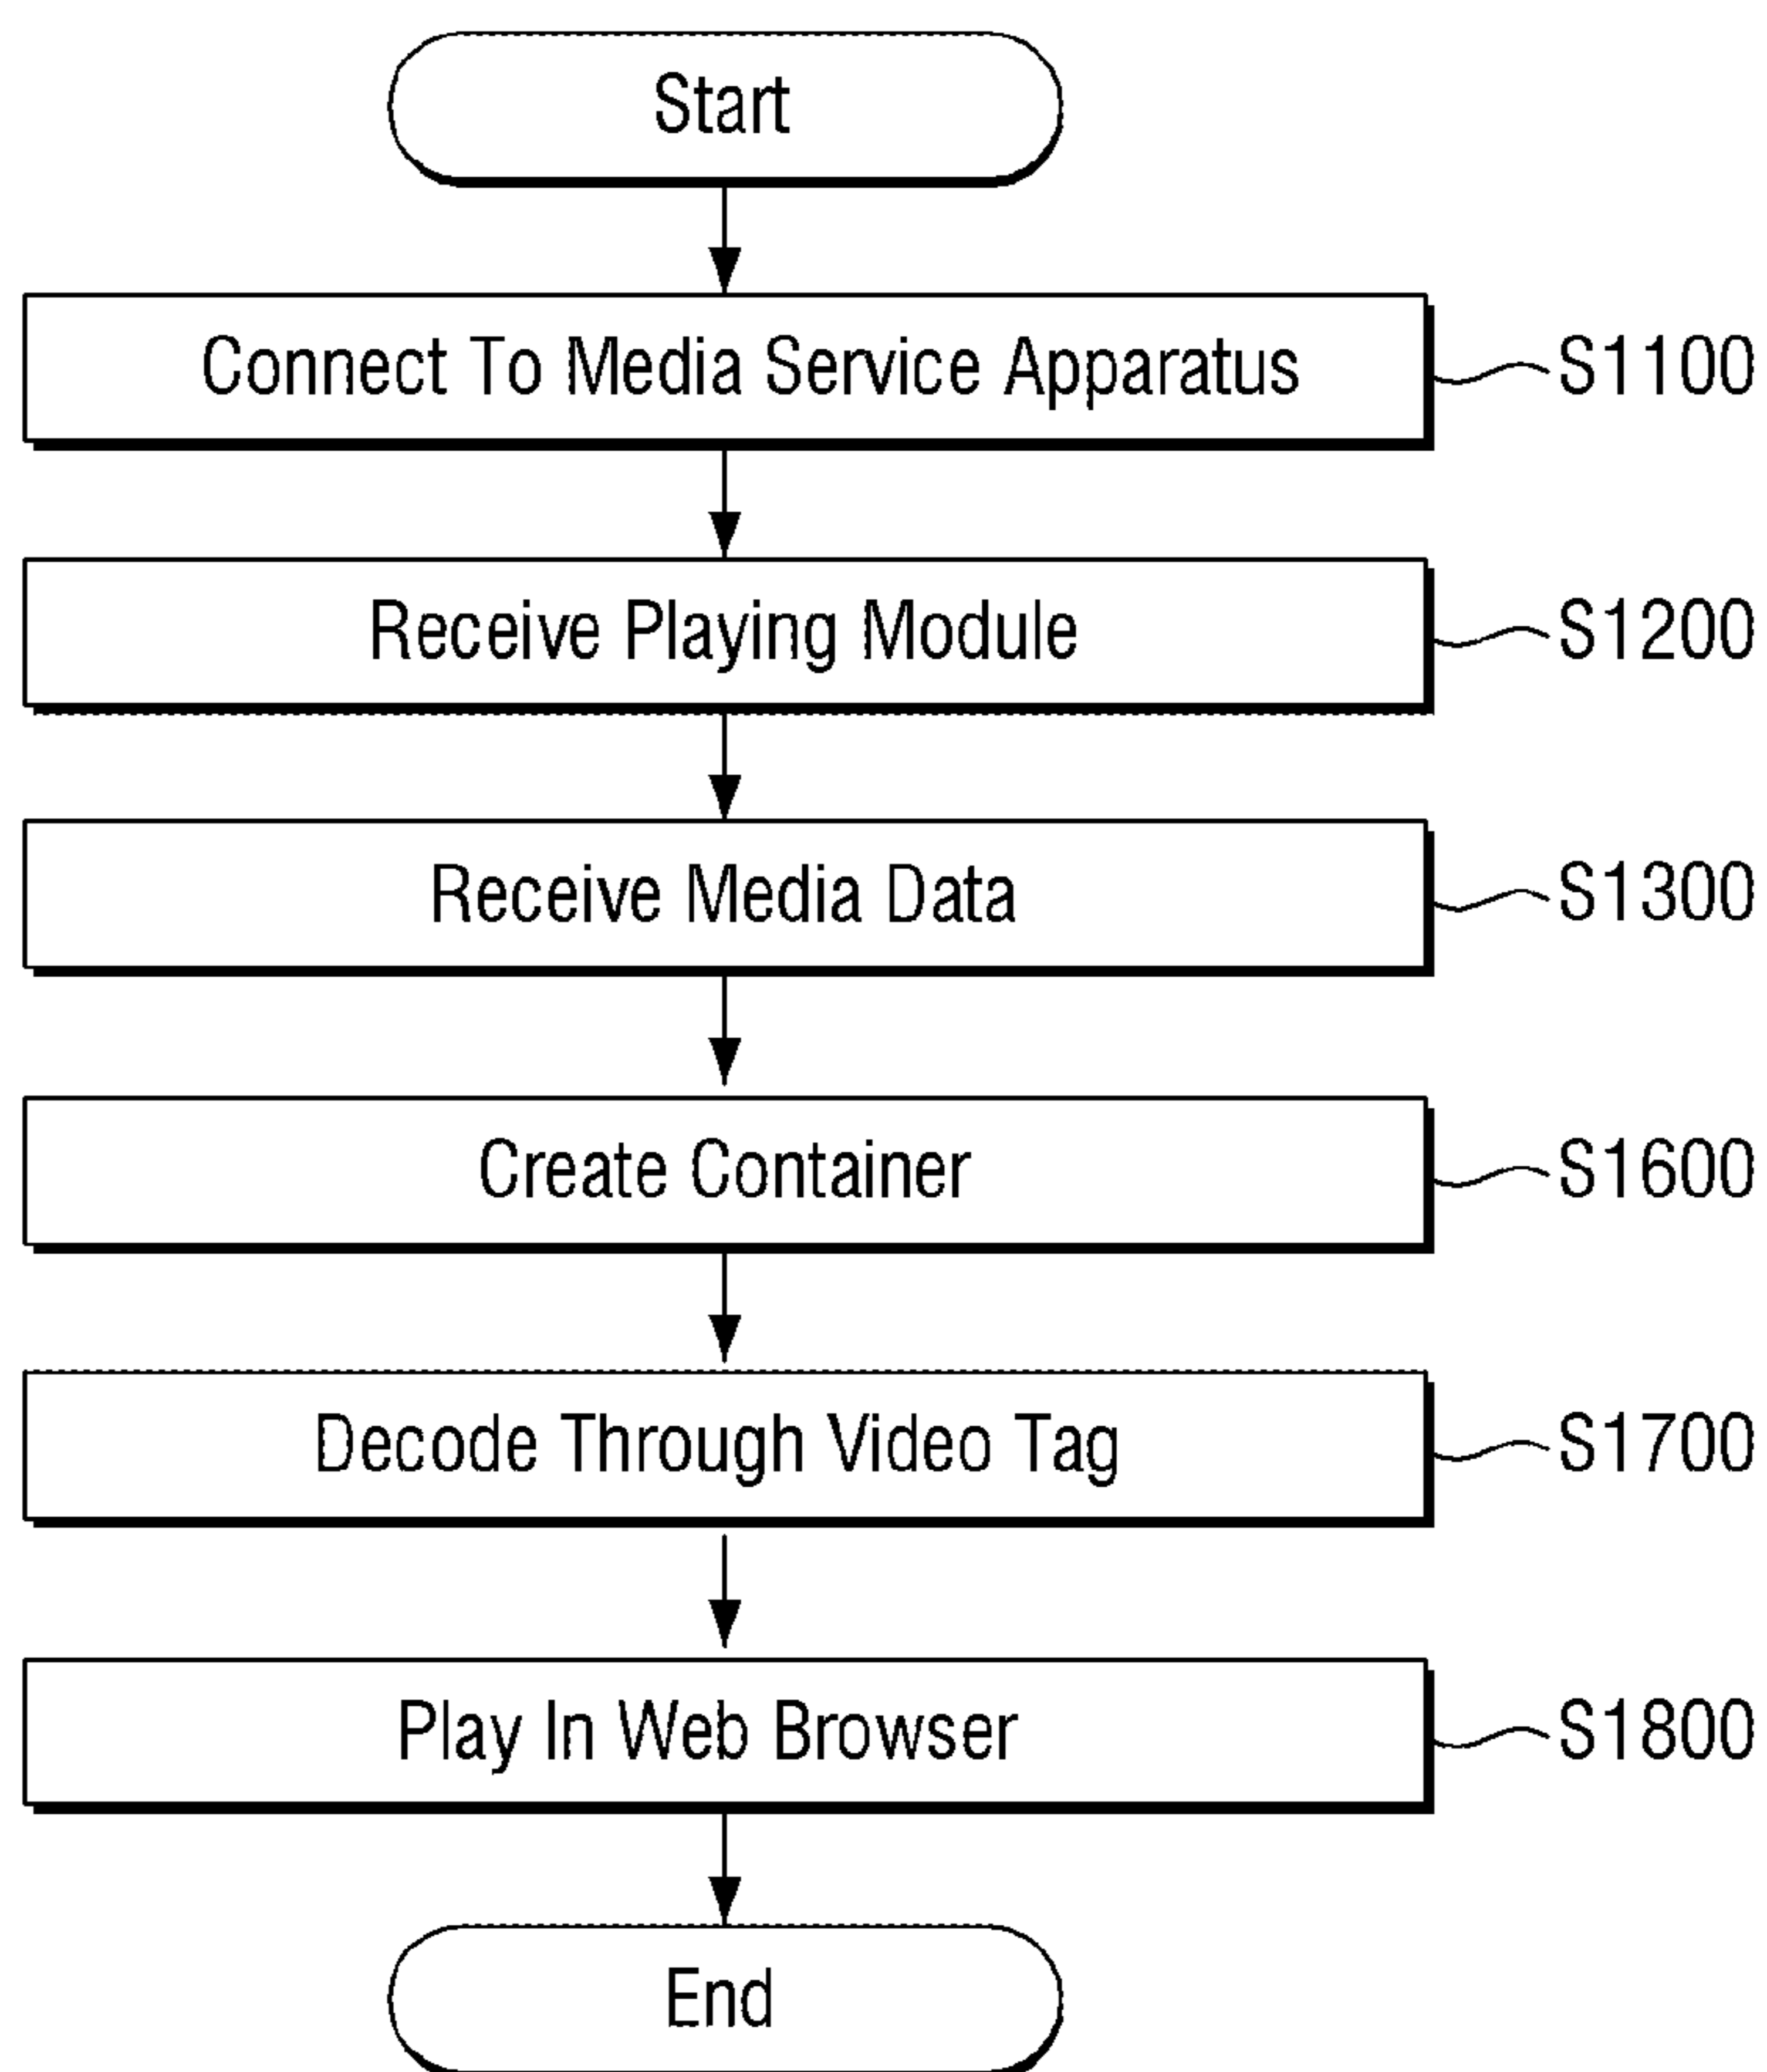 Start
Connect To Media Service Apparatus S1100
Receive Playing Module S1200
Receive Media Data S1300
Create Container S1600
Decode Through Video Tag S1700
Play In Web Browser S1800
End